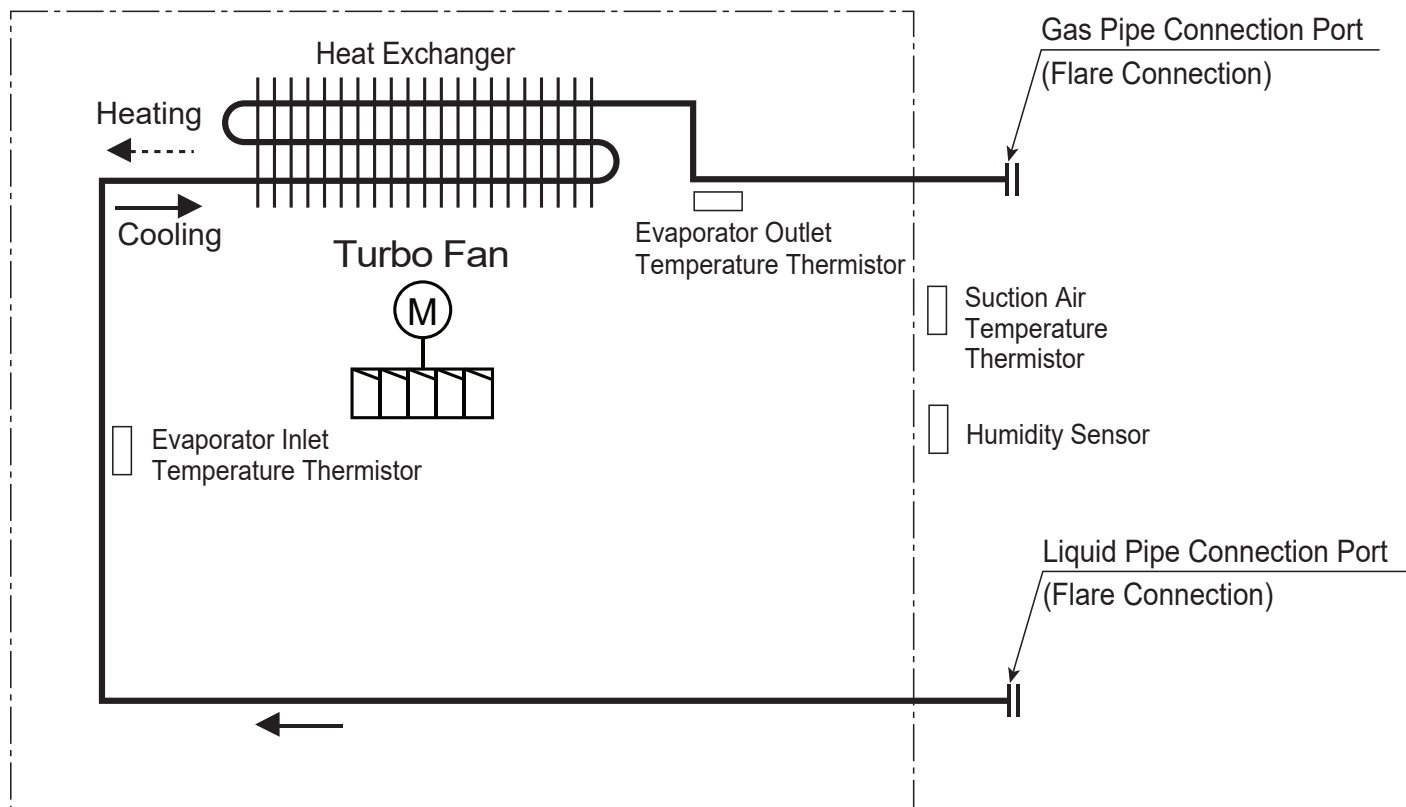 Gas Pipe Connection Port
(Flare Connection)
Heat Exchanger
Heating
Cooling
Evaporator Outlet
Temperature Thermistor
Turbo Fan
M
Suction Air
Temperature
Thermistor
Humidity Sensor
Evaporator Inlet
Temperature Thermistor
Liquid Pipe Connection Port
(Flare Connection)